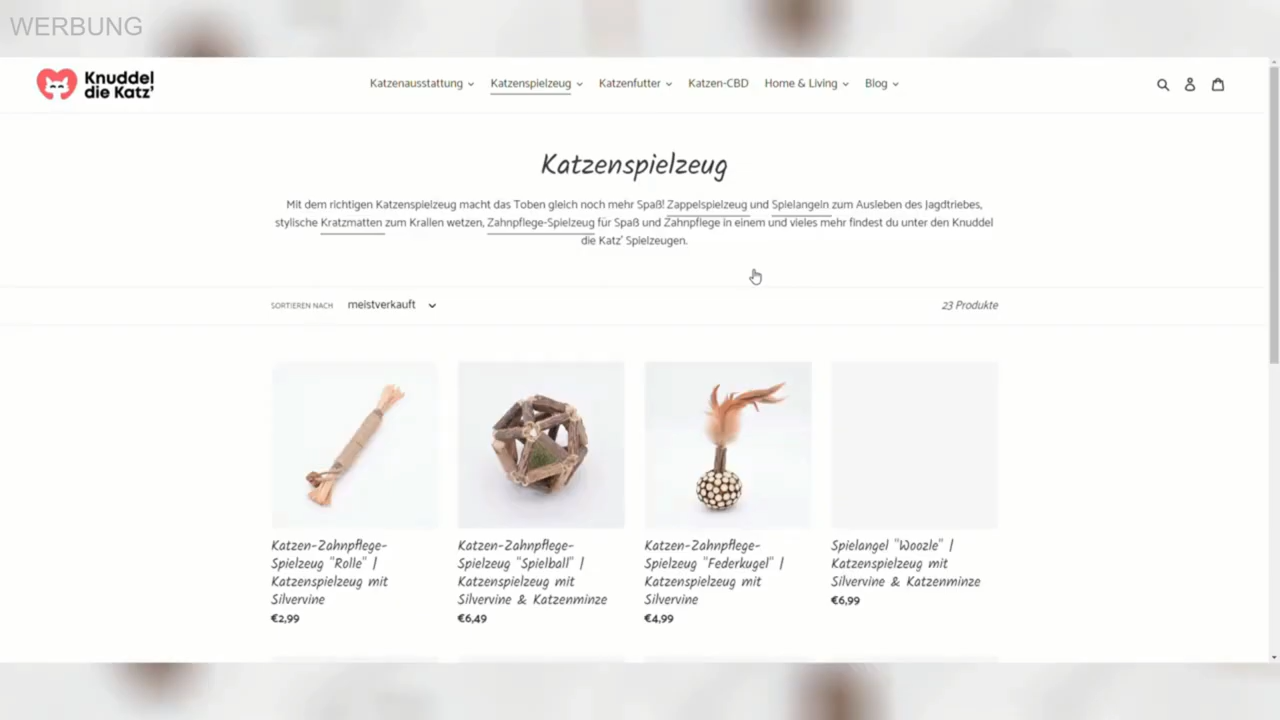 WERBUNG
Knuddel
die Katz'
Katzenausstattung Katzenspielzeug Katzenfutter Katzen-CBD Home & Living Blog
Katzenspielzeug
Mit dem richtigen Katzenspielzeug macht das Toben gleich noch mehr Spaß! Zappelspielzeug und Spielangeln zum Ausleben des Jagdtriebes,
stylische Kratzmatten zum Krallen wetzen, Zahnpflege-Spielzeug für Spaß und Zahnpflege in einem und vieles mehr findest du unter den Knuddel
die Katz' Spielzeugen.
SORTIEREN NACH meistverkauft 23 Produkte
Katzen-Zahnpflege-
Spielzeug "Rolle" |
Katzenspielzeug mit
Silvervine
€2,99
Katzen-Zahnpflege-
Spielzeug "Spielball" |
Katzenspielzeug mit
Silvervine & Katzenminze
€6,49
Katzen-Zahnpflege-
Spielzeug "Federkugel" |
Katzenspielzeug mit
Silvervine
€4,99
Spielangel "Woozle" |
Katzenspielzeug mit
Silvervine & Katzenminze
€6,99